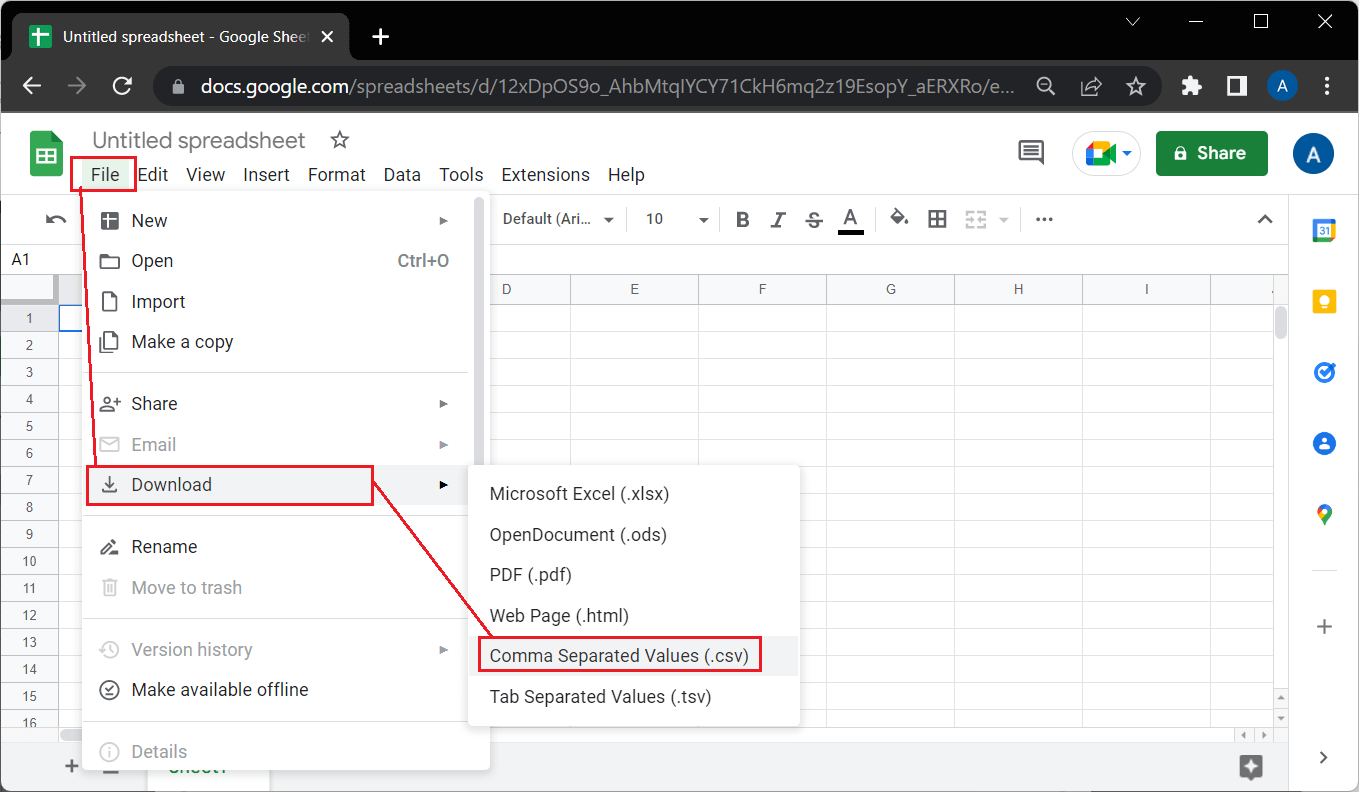 Untitled spreadsheet - Google Sheet
docs.google.com/spreadsheets/d/12xDpOS9o_AhbMtqIYCY71CkH6mq2z19EsopY_aERXRo/e...
A
Untitled spreadsheet
File Edit View Insert Format Data Tools Extensions Help
Share
A
Default (Ari... 10 B I S A
31
A1
New
Open Ctrl+O
Import
Make a copy
Share
Email
Download
Rename
Move to trash
Version history
Make available offline
Details
Microsoft Excel (.xlsx)
OpenDocument (.ods)
PDF (.pdf)
Web Page (.html)
Comma Separated Values (.csv)
Tab Separated Values (.tsv)
D E F G H I
1
2
3
4
5
6
7
8
9
10
11
12
13
14
15
16
Sheet1